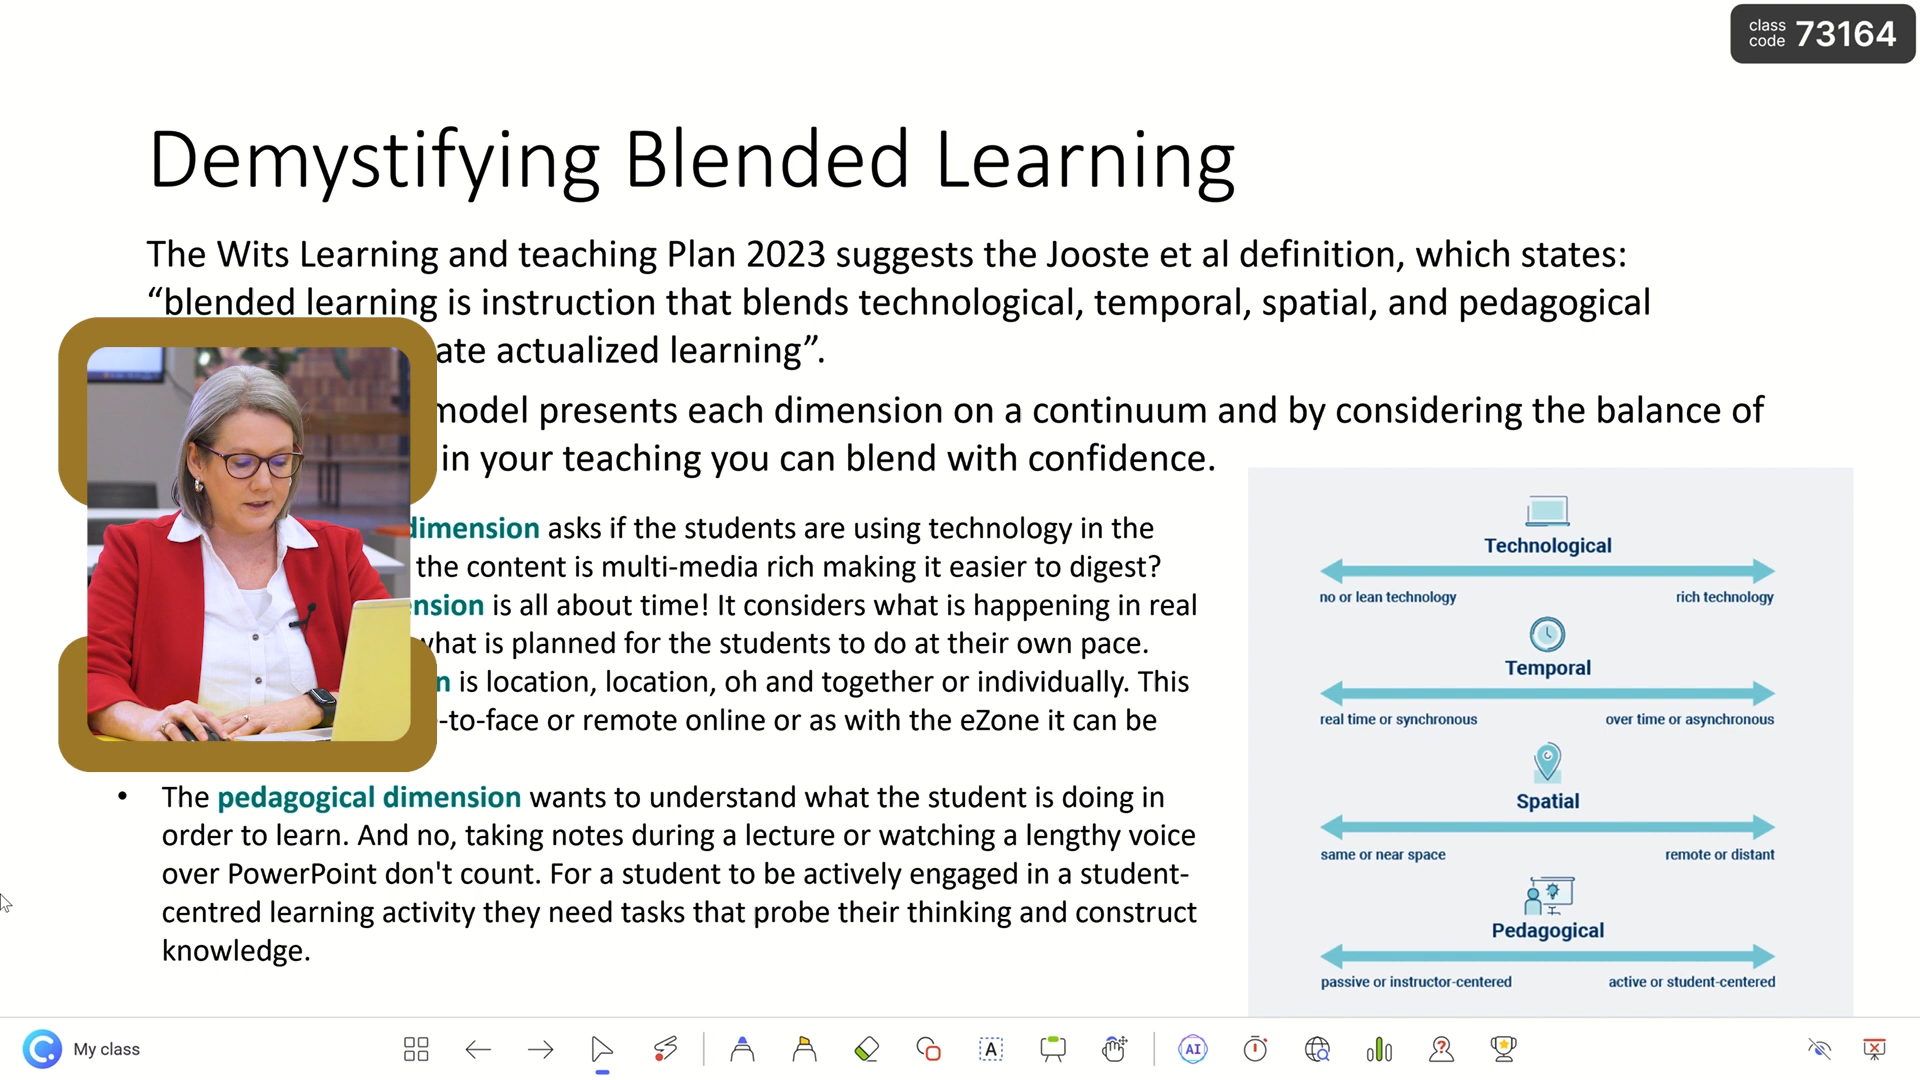 class
code 73164
Demystifying Blended Learning
The Wits Learning and teaching Plan 2023 suggests the Jooste et al definition, which states:
“blended learning is instruction that blends technological, temporal, spatial, and pedagogical
ate actualized learning”.
model presents each dimension on a continuum and by considering the balance of
in your teaching you can blend with confidence.
dimension asks if the students are using technology in the
the content is multi-media rich making it easier to digest?
is all about time! It considers what is happening in real
what is planned for the students to do at their own pace.
is location, location, oh and together or individually. This
-to-face or remote online or as with the eZone it can be
• The pedagogical dimension wants to understand what the student is doing in
order to learn. And no, taking notes during a lecture or watching a lengthy voice
over PowerPoint don't count. For a student to be actively engaged in a student-
centred learning activity they need tasks that probe their thinking and construct
knowledge.
Technological
no or lean technology rich technology
Temporal
real time or synchronous over time or asynchronous
Spatial
same or near space remote or distant
Pedagogical
passive or instructor-centered active or student-centered
My class
A
AI